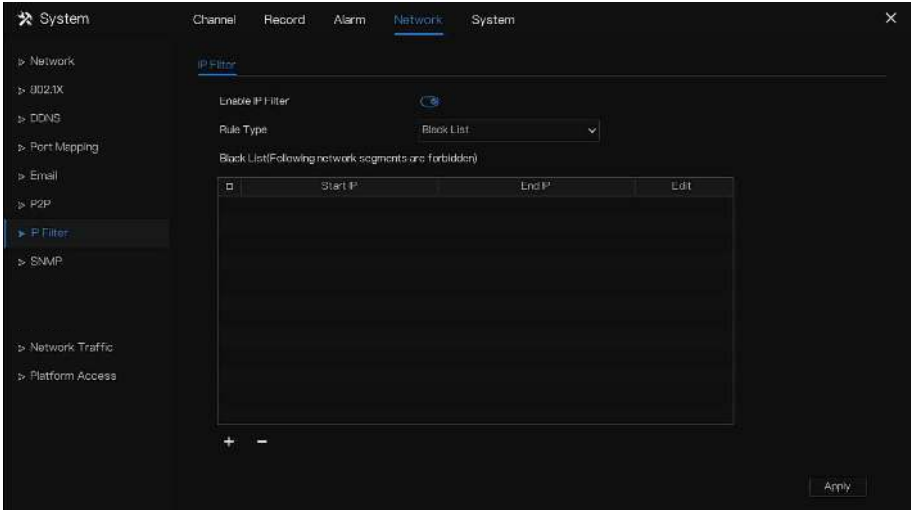 System
Channel Record Alarm Network System
Network
802.1X
DDNS
Port Mapping
Email
P2P
IP Filter
SNMP
Network Traffic
Platform Access
IP Filter
Enable IP Filter
Rule Type Black List
Black List(Following network segments are forbidden)
Start IP End IP Edit
Apply